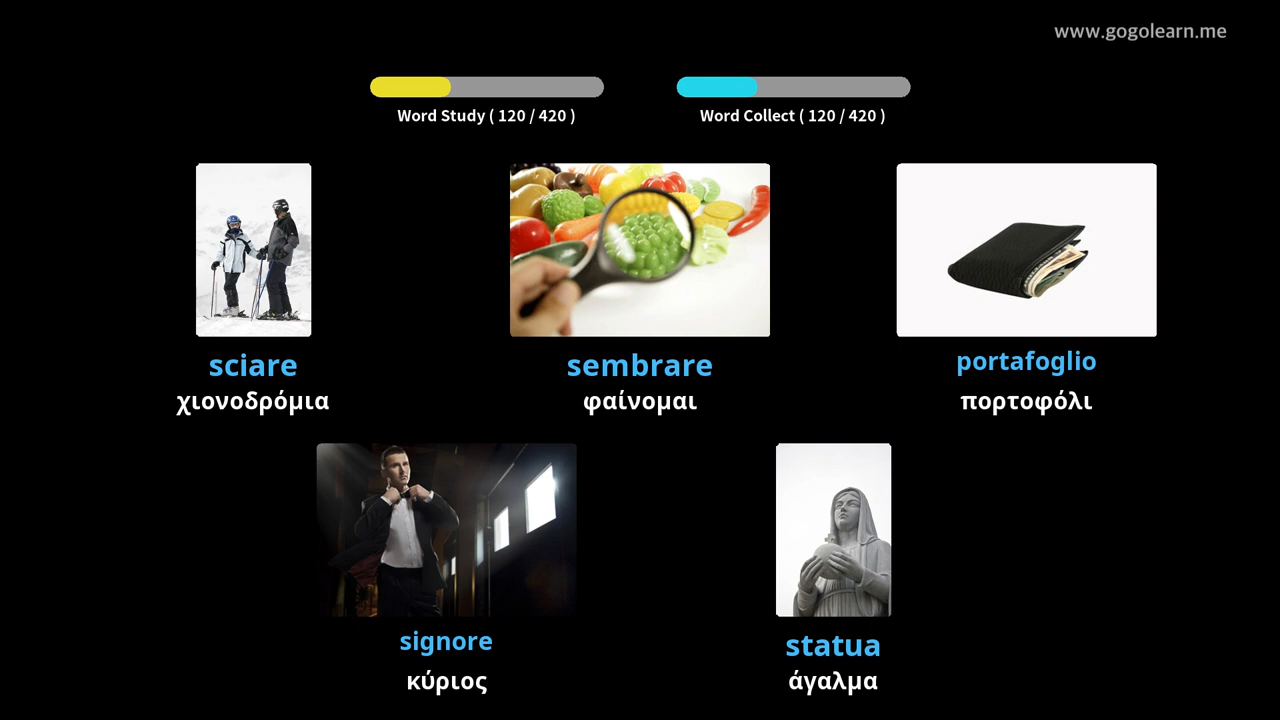 www.gogolearn.me
Word Study ( 120 / 420 )
Word Collect ( 120 / 420 )
sciare
χιονοδρόμια
sembrare
φαίνομαι
portafoglio
πορτοφόλι
signore
κύριος
statua
άγαλμα